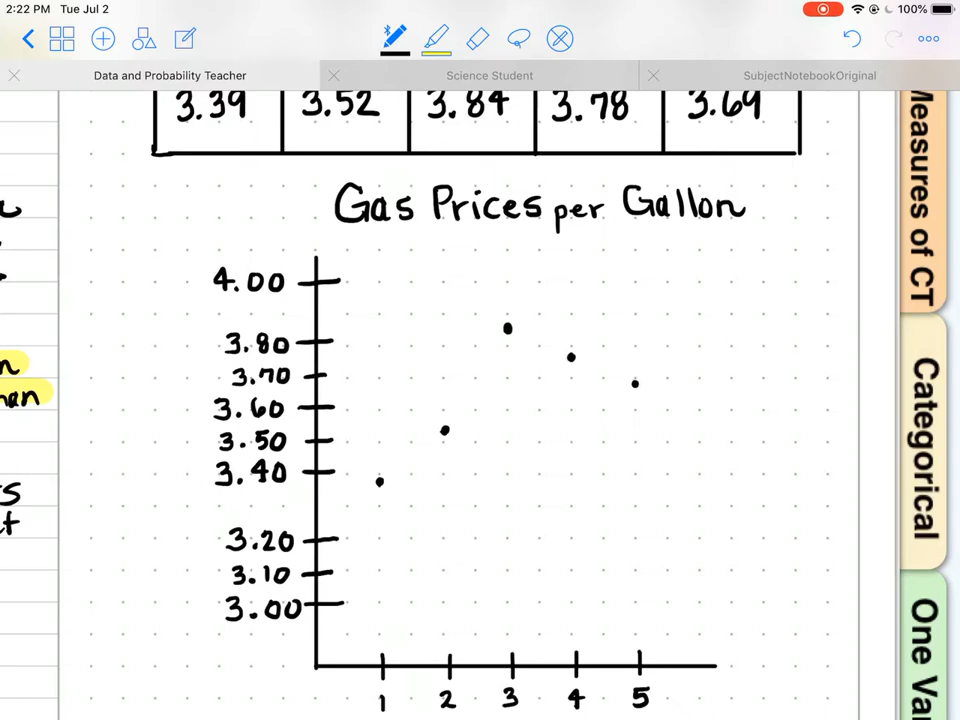 2:22 PM Tue Jul 2
100%
Data and Probability Teacher
Science Student
SubjectNotebookOriginal
3.39 3.52 3.84 3.78 3.69
Gas Prices per Gallon
4.00
3.80
3.70
3.60
3.50
3.40
3.20
3.10
3.00
1 2 3 4 5
Measures of CT
Categorical
One Va